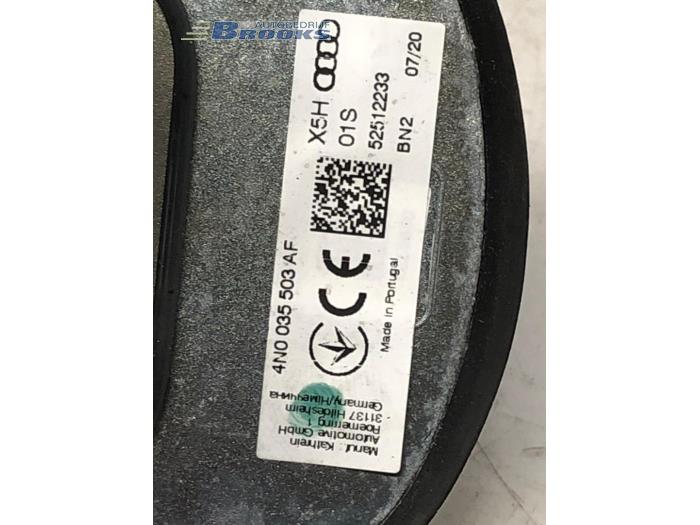 AUTOBEDRIJF
BROOKS
4N0 035 503 AF
X5H
01S
52512233
BN2 07/20
CE
Made in Portugal
Manuf.: Kathrein
Automotive GmbH
Roemerring 1
31137 Hildesheim
Germany/Німеччина